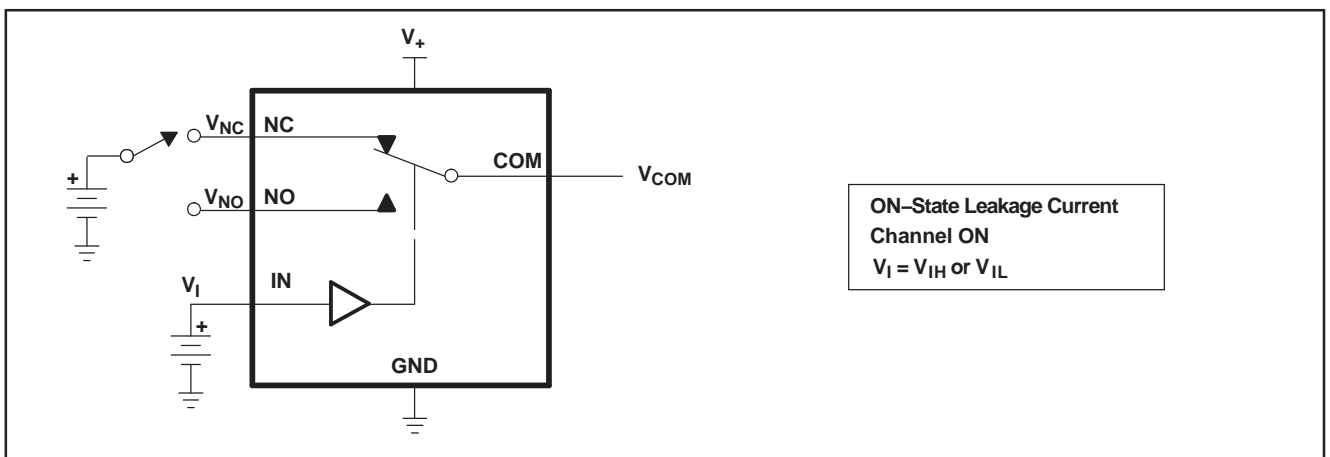 V+
VNC NC
+
COM
VCOM
VNO NO
VI IN
+
GND
ON–State Leakage Current
Channel ON
VI = VIH or VIL